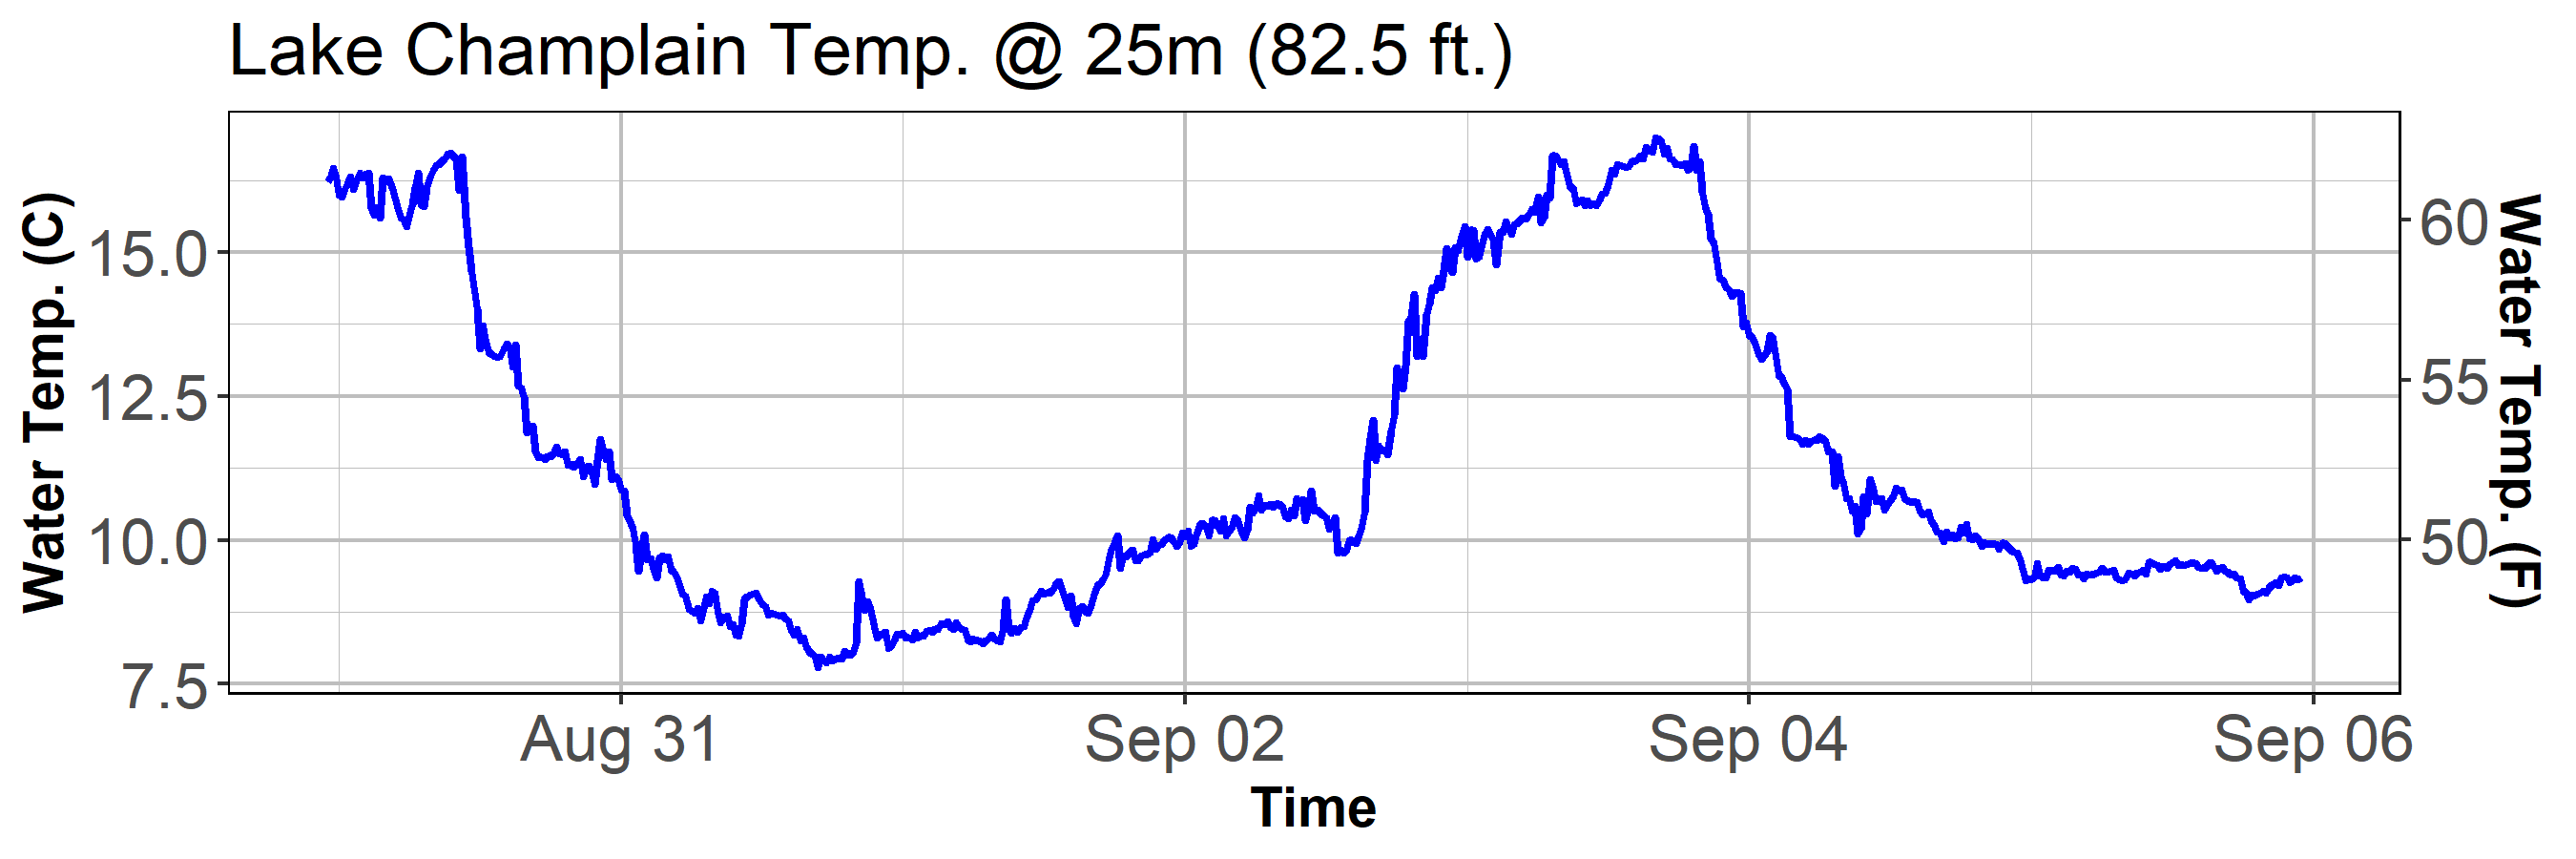 Lake Champlain Temp. @ 25m (82.5 ft.)
Water Temp. (C)
15.0
12.5
10.0
7.5
60
55
50
Water Temp. (F)
Aug 31 Sep 02 Sep 04 Sep 06
Time